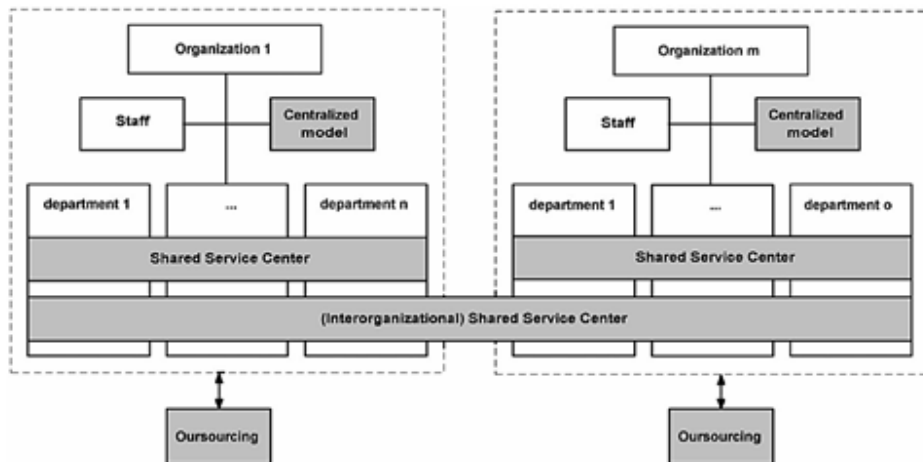 Organization 1
Organization m
Staff
Centralized
model
Staff
Centralized
model
department 1
...
department n
department 1
...
department o
Shared Service Center
Shared Service Center
(Interorganizational) Shared Service Center
Oursourcing
Oursourcing